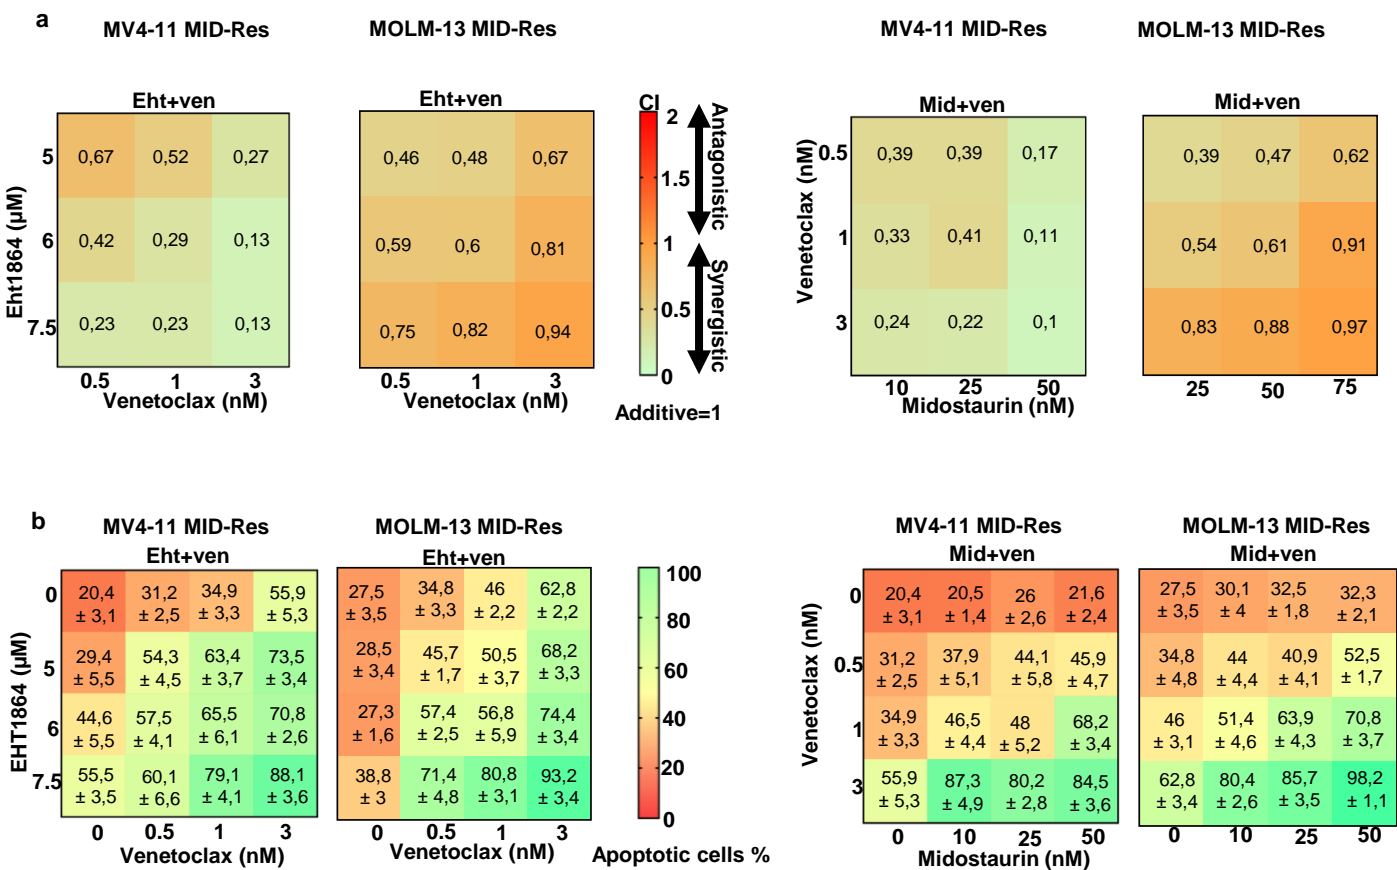 a
MV4-11 MID-Res
MOLM-13 MID-Res
MV4-11 MID-Res
MOLM-13 MID-Res
Eht+ven
5 0,67 0,52 0,27
6 0,42 0,29 0,13
7.5 0,23 0,23 0,13
0.5 1 3
Eht1864 (µM)
Venetoclax (nM)
Eht+ven
0,46 0,48 0,67
0,59 0,6 0,81
0,75 0,82 0,94
0.5 1 3
Venetoclax (nM)
CI
2
1.5
1
0.5
0
Antagonistic
Synergistic
Additive=1
Mid+ven
0.5 0,39 0,39 0,17
1 0,33 0,41 0,11
3 0,24 0,22 0,1
10 25 50
Venetoclax (nM)
Midostaurin (nM)
Mid+ven
0,39 0,47 0,62
0,54 0,61 0,91
0,83 0,88 0,97
25 50 75
b
MV4-11 MID-Res
Eht+ven
0 20,4 31,2 34,9 55,9
± 3,1 ± 2,5 ± 3,3 ± 5,3
5 29,4 54,3 63,4 73,5
± 5,5 ± 4,5 ± 3,7 ± 3,4
6 44,6 57,5 65,5 70,8
± 5,5 ± 4,1 ± 6,1 ± 2,6
7.5 55,5 60,1 79,1 88,1
± 3,5 ± 6,6 ± 4,1 ± 3,6
0 0.5 1 3
EHT1864 (µM)
Venetoclax (nM)
MOLM-13 MID-Res
Eht+ven
27,5 34,8 46 62,8
± 3,5 ± 3,3 ± 2,2 ± 2,2
28,5 45,7 50,5 68,2
± 3,4 ± 1,7 ± 3,7 ± 3,3
27,3 57,4 56,8 74,4
± 1,6 ± 2,5 ± 5,9 ± 3,4
38,8 71,4 80,8 93,2
± 3 ± 4,8 ± 3,1 ± 3,4
0 0.5 1 3
Venetoclax (nM)
100
80
60
40
20
0
Apoptotic cells %
MV4-11 MID-Res
Mid+ven
0 20,4 20,5 26 21,6
± 3,1 ± 1,4 ± 2,6 ± 2,4
0.5 31,2 37,9 44,1 45,9
± 2,5 ± 5,1 ± 5,8 ± 4,7
1 34,9 46,5 48 68,2
± 3,3 ± 4,4 ± 5,2 ± 3,4
3 55,9 87,3 80,2 84,5
± 5,3 ± 4,9 ± 2,8 ± 3,6
0 10 25 50
Venetoclax (nM)
Midostaurin (nM)
MOLM-13 MID-Res
Mid+ven
27,5 30,1 32,5 32,3
± 3,5 ± 4 ± 1,8 ± 2,1
34,8 44 40,9 52,5
± 4,8 ± 4,4 ± 4,1 ± 1,7
46 51,4 63,9 70,8
± 3,1 ± 4,6 ± 4,3 ± 3,7
62,8 80,4 85,7 98,2
± 3,4 ± 2,6 ± 3,5 ± 1,1
0 10 25 50